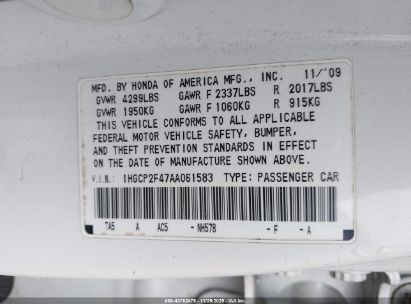 MFD. BY HONDA OF AMERICA MFG., INC. 11/'09
GVWR 4299LBS GAWR F 2337LBS R 2017LBS
GVWR 1950KG GAWR F 1060KG R 915KG
THIS VEHICLE CONFORMS TO ALL APPLICABLE
FEDERAL MOTOR VEHICLE SAFETY, BUMPER,
AND THEFT PREVENTION STANDARDS IN EFFECT
ON THE DATE OF MANUFACTURE SHOWN ABOVE.
V.I.N.: 1HGCP2F47AA061583 TYPE: PASSENGER CAR
TA5 A AC5 - NH578 - F - A